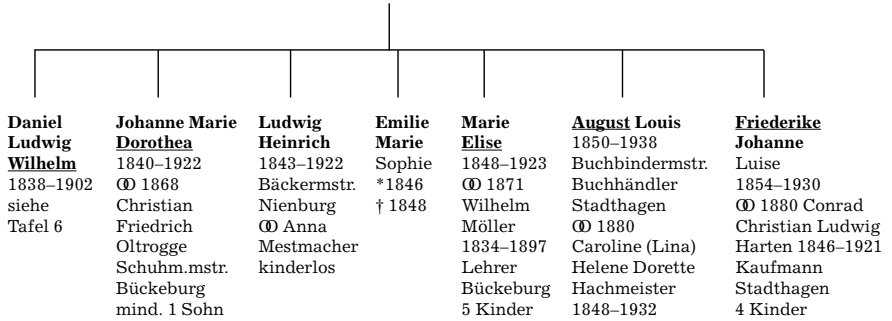 Daniel
Ludwig
Wilhelm
1838–1902
siehe
Tafel 6
Johanne Marie
Dorothea
1840–1922
⚭ 1868
Christian
Friedrich
Oltrogge
Schuhm.mstr.
Bückeburg
mind. 1 Sohn
Ludwig
Heinrich
1843–1922
Bäckermstr.
Nienburg
⚭ Anna
Mestmacher
kinderlos
Emilie
Marie
Sophie
*1846
† 1848
Marie
Elise
1848–1923
⚭ 1871
Wilhelm
Möller
1834–1897
Lehrer
Bückeburg
5 Kinder
August Louis
1850–1938
Buchbindermstr.
Buchhändler
Stadthagen
⚭ 1880
Caroline (Lina)
Helene Dorette
Hachmeister
1848–1932
Friederike
Johanne
Luise
1854–1930
⚭ 1880 Conrad
Christian Ludwig
Harten 1846–1921
Kaufmann
Stadthagen
4 Kinder